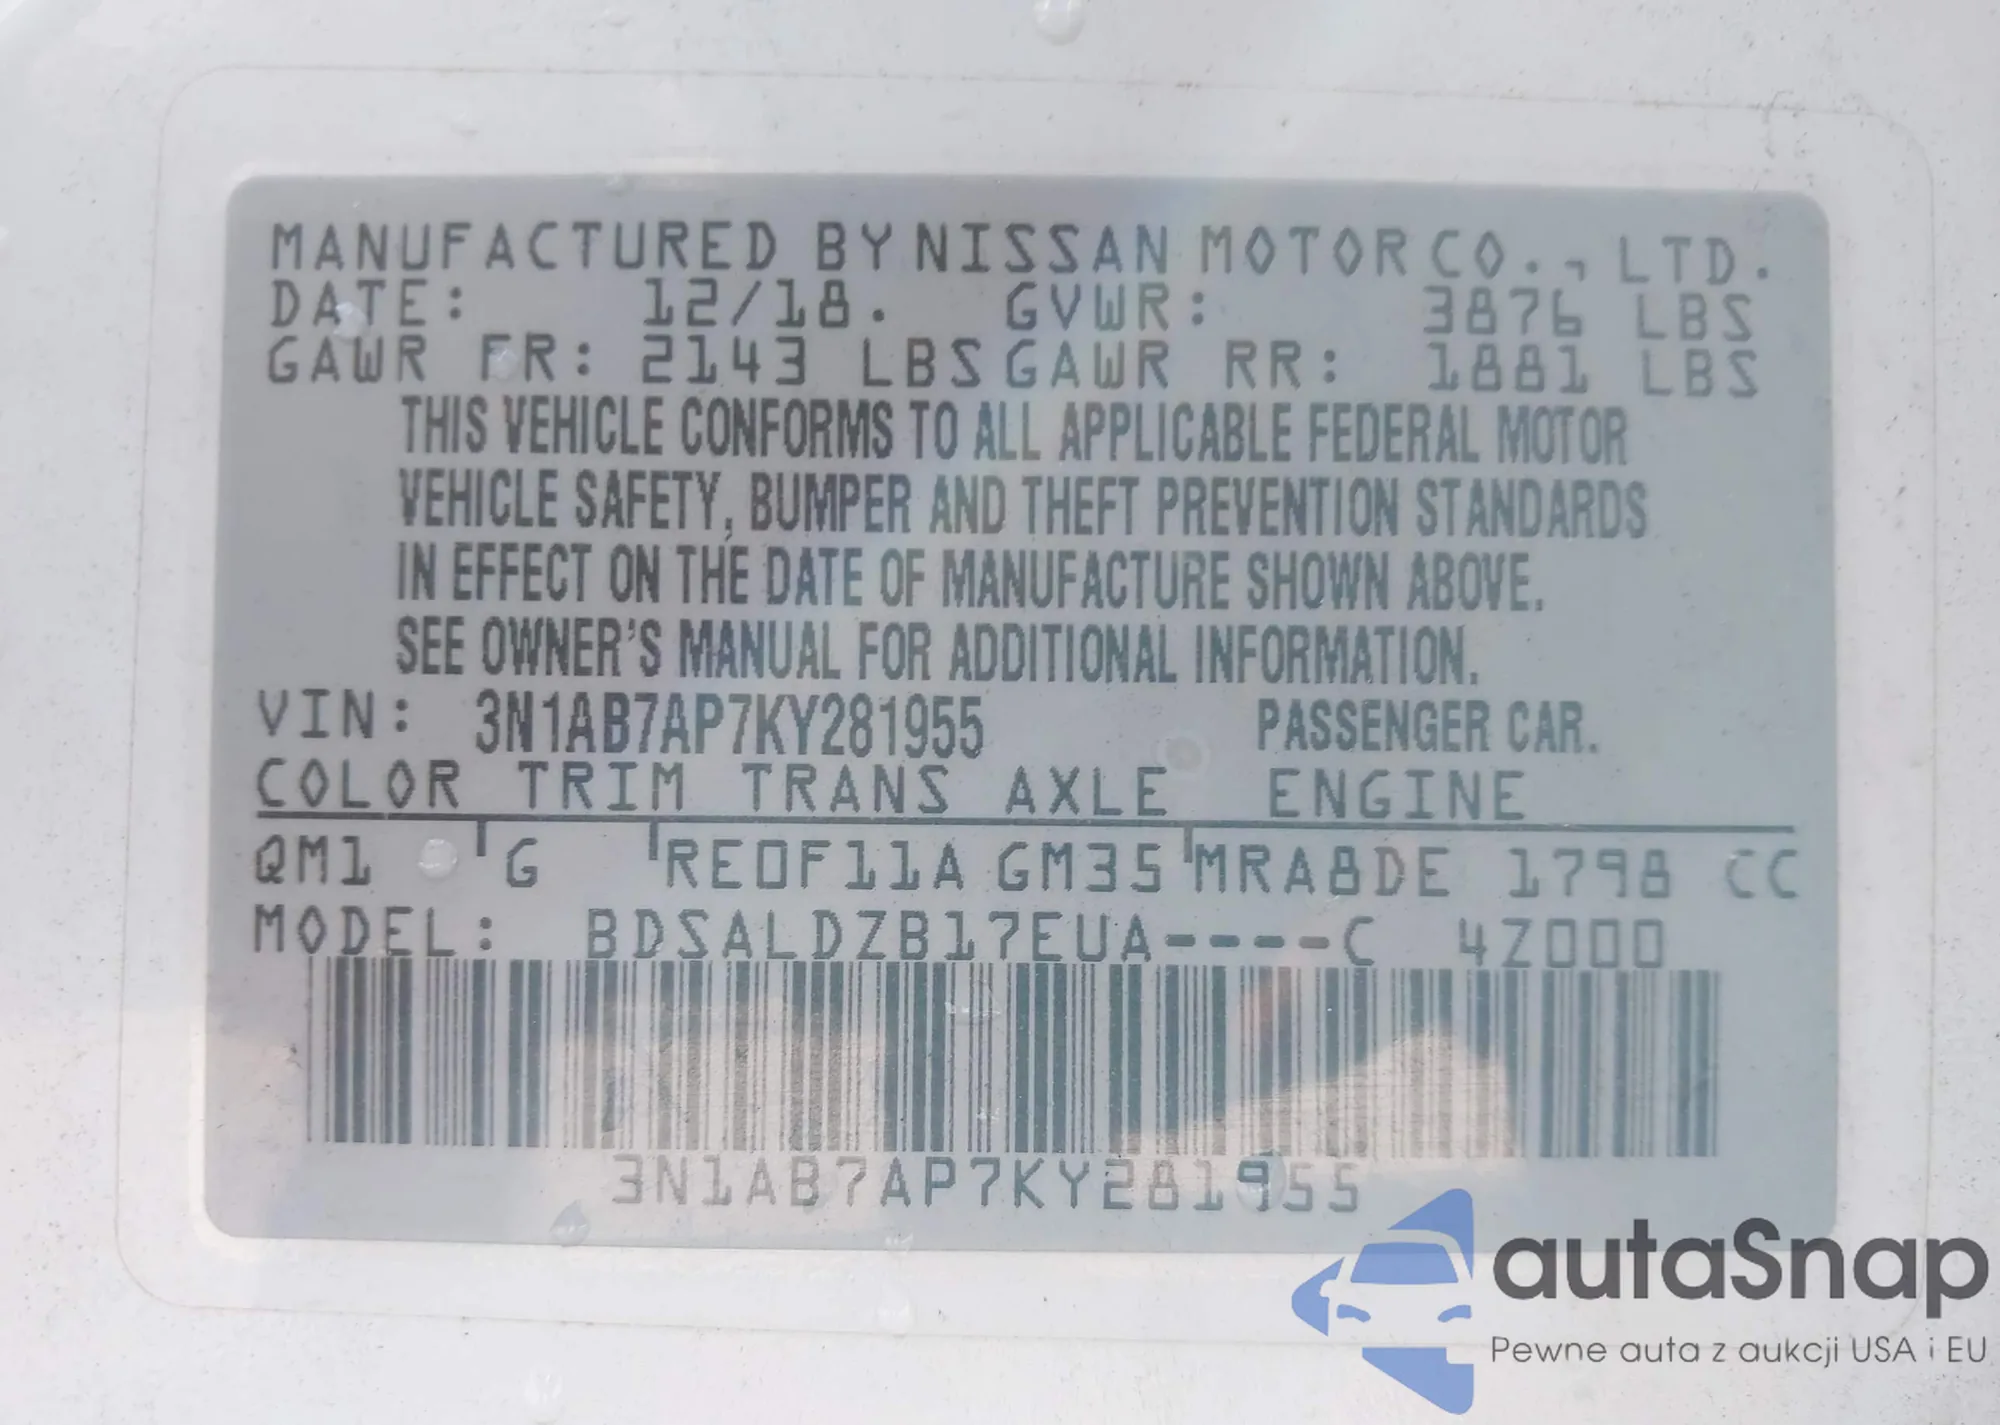 MANUFACTURED BY NISSAN MOTOR CO., LTD.
DATE: 12/18. GVWR: 3876 LBS
GAWR FR: 2143 LBS GAWR RR: 1881 LBS
THIS VEHICLE CONFORMS TO ALL APPLICABLE FEDERAL MOTOR
VEHICLE SAFETY, BUMPER AND THEFT PREVENTION STANDARDS
IN EFFECT ON THE DATE OF MANUFACTURE SHOWN ABOVE.
SEE OWNER'S MANUAL FOR ADDITIONAL INFORMATION.
VIN: 3N1AB7AP7KY281955 PASSENGER CAR.
COLOR TRIM TRANS AXLE ENGINE
QM1 G RE0F11A GM35 MRA8DE 1798 CC
MODEL: BDSALDZB17EUA----C 4Z000
3N1AB7AP7KY281955
autaSnap
Pewne auta z aukcji USA i EU